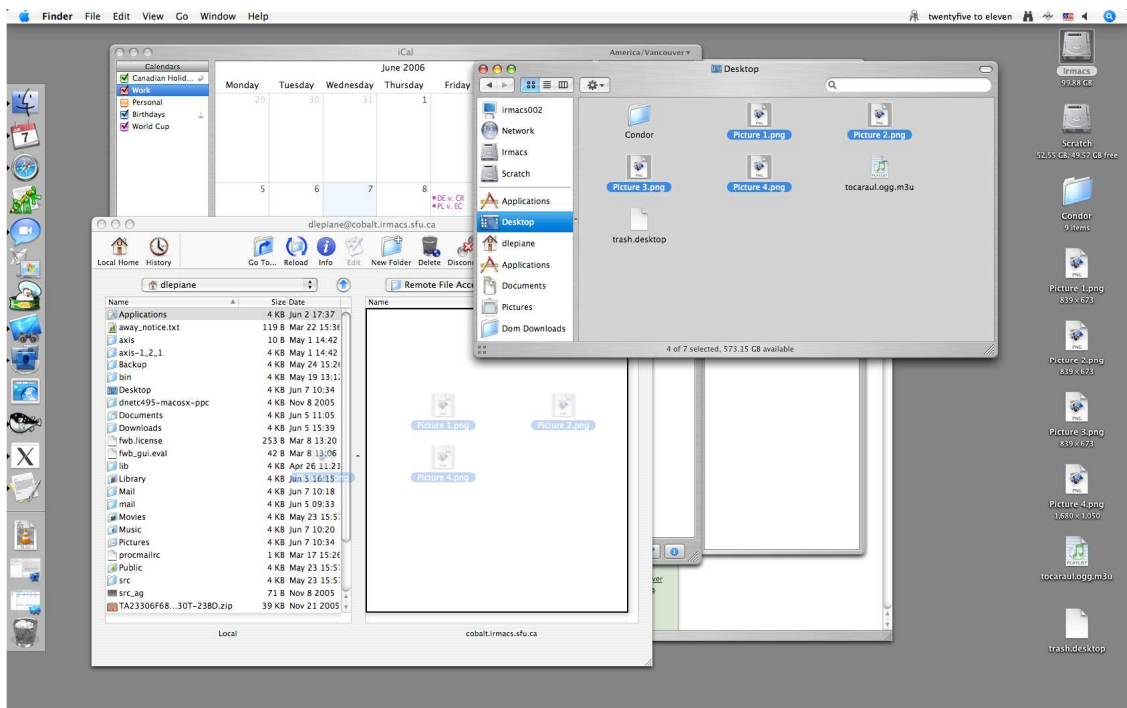 Finder File Edit View Go Window Help
twentyfive to eleven
iCal
America/Vancouver
Calendars
Canadian Holid...
Work
Personal
Birthdays
World Cup
June 2006
Monday Tuesday Wednesday Thursday Friday
29 30 31 1
5 6 7 8
DE v. CR
PL v. EC
Desktop
irmacs002
Network
Irmacs
Scratch
Applications
Desktop
dlepiane
Applications
Documents
Pictures
Dom Downloads
Condor
Picture 1.png
Picture 2.png
Picture 3.png
Picture 4.png
tocaraul.ogg.m3u
trash.desktop
4 of 7 selected, 573.15 GB available
dlepiane@cobalt.irmacs.sfu.ca
Local Home History Go To... Reload Info Edit New Folder Delete Disconn
dlepiane
Remote File Acce
Name Size Date
Name
Applications 4 KB Jun 2 17:37
away_notice.txt 119 B Mar 22 15:36
axis 10 B May 1 14:42
axis-1_2_1 4 KB May 1 14:42
Backup 4 KB May 24 15:26
bin 4 KB May 19 13:12
Desktop 4 KB Jun 7 10:34
dnetc495-macosx-ppc 4 KB Nov 8 2005
Documents 4 KB Jun 5 11:05
Downloads 4 KB Jun 5 15:39
fwb.license 253 B Mar 8 13:20
fwb_gui.eval 42 B Mar 8 13:06
lib 4 KB Apr 26 11:21
Library 4 KB Jun 5 16:15
Mail 4 KB Jun 7 10:18
mail 4 KB Jun 5 09:33
Movies 4 KB May 23 15:5
Music 4 KB Jun 7 10:20
Pictures 4 KB Jun 7 10:34
procmailrc 1 KB Mar 17 15:26
Public 4 KB May 23 15:5
src 4 KB May 23 15:5
src_ag 71 B Nov 8 2005
TA23306F68...30T-23BD.zip 39 KB Nov 21 2005
Picture 1.png
Picture 2.png
Picture 4.png
Local
cobalt.irmacs.sfu.ca
ver
Irmacs
99.88 GB
Scratch
52.55 GB, 49.57 GB free
Condor
9 items
Picture 1.png
839 × 673
Picture 2.png
839 × 673
Picture 3.png
839 × 673
Picture 4.png
1,680 × 1,050
PLAYLIST
tocaraul.ogg.m3u
trash.desktop